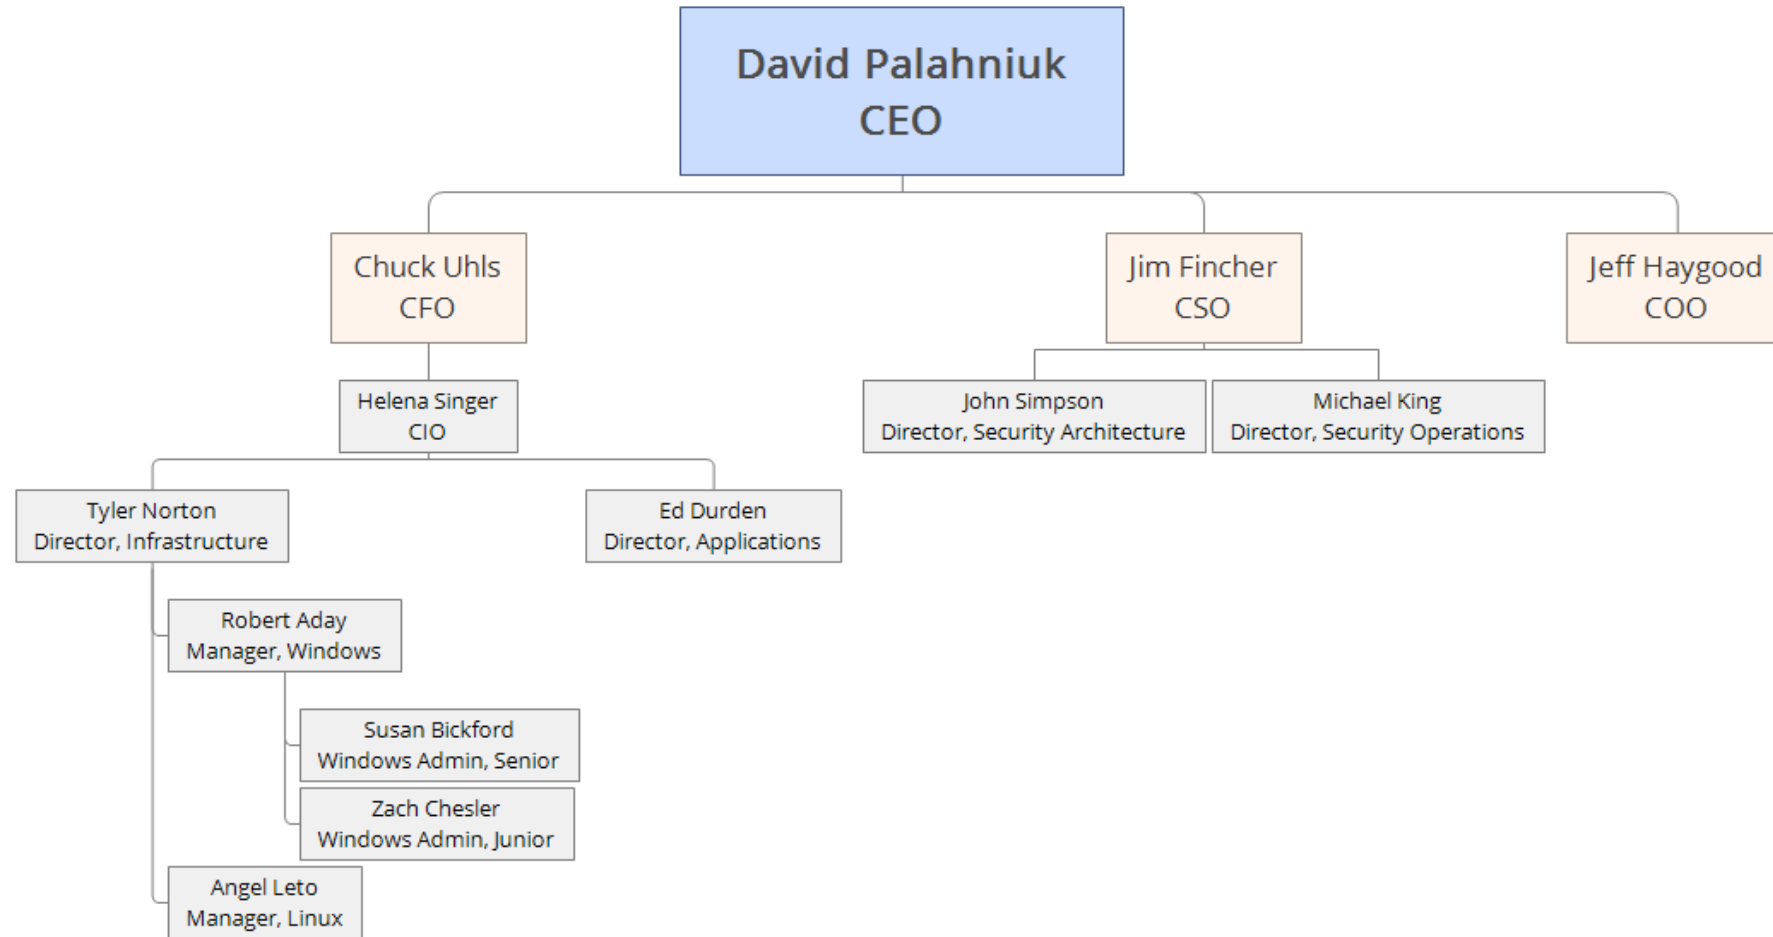 David Palahniuk
CEO
Chuck Uhls
CFO
Jim Fincher
CSO
Jeff Haygood
COO
Helena Singer
CIO
John Simpson
Director, Security Architecture
Michael King
Director, Security Operations
Tyler Norton
Director, Infrastructure
Ed Durden
Director, Applications
Robert Aday
Manager, Windows
Susan Bickford
Windows Admin, Senior
Zach Chesler
Windows Admin, Junior
Angel Leto
Manager, Linux